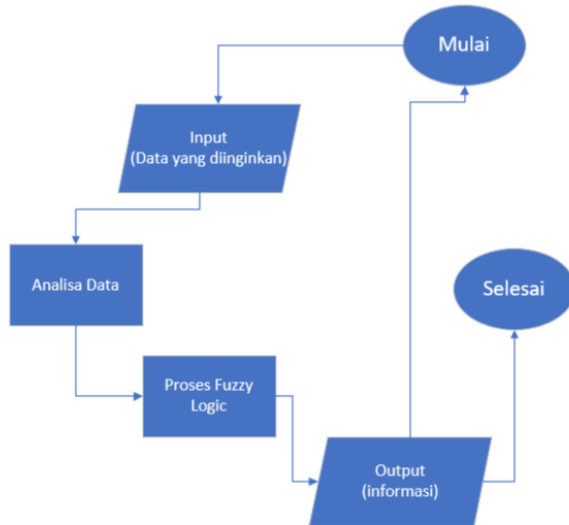 Mulai
Input
(Data yang diinginkan)
Analisa Data
Proses Fuzzy
Logic
Output
(informasi)
Selesai